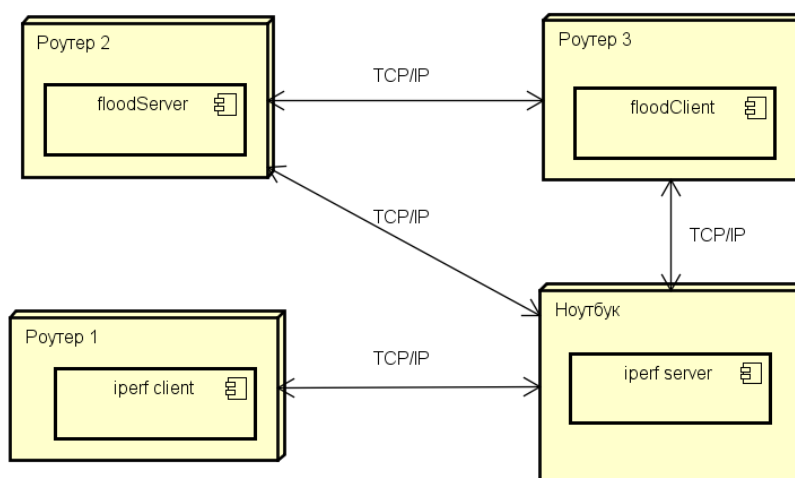 Роутер 2
floodServer
TCP/IP
Роутер 3
floodClient
TCP/IP
TCP/IP
Роутер 1
iperf client
TCP/IP
Ноутбук
iperf server